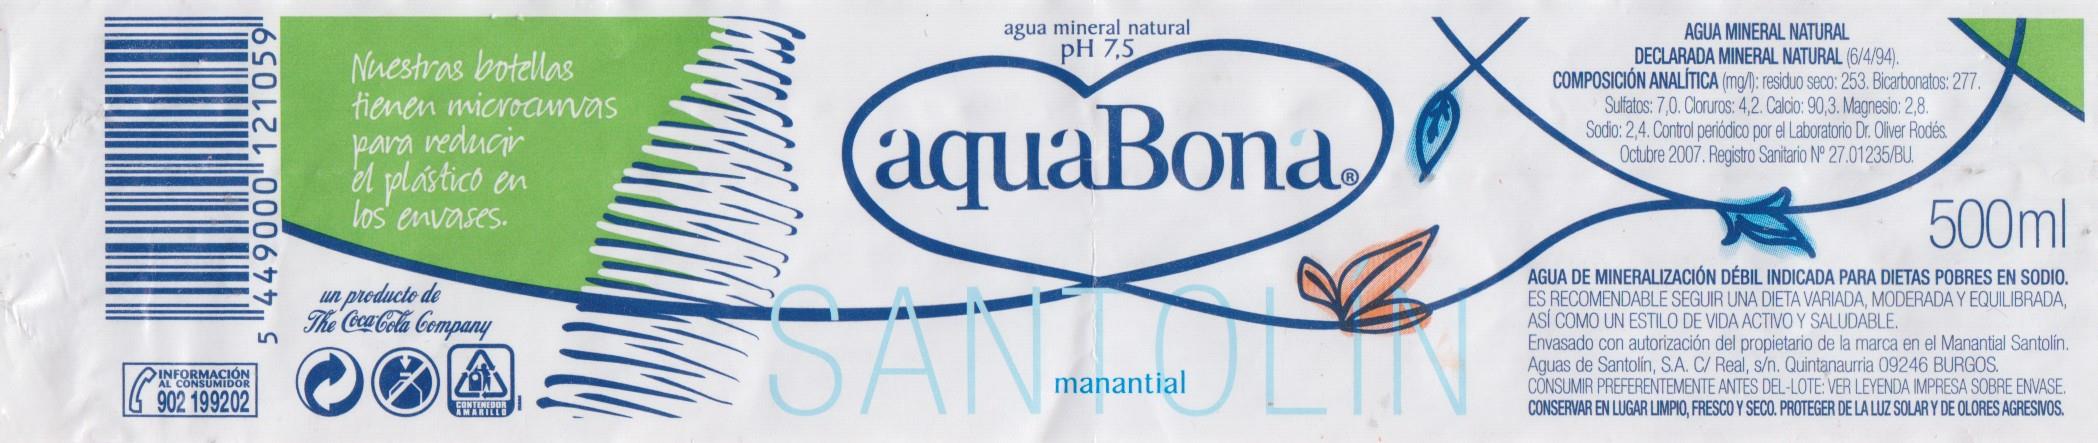 5 449000 121059
INFORMACIÓN
AL CONSUMIDOR
902 199202
Nuestras botellas
tienen microcurvas
para reducir
el plástico en
los envases.
un producto de
The Coca-Cola Company
CONTENEDOR
AMARILLO
agua mineral natural
pH 7,5
aquaBona®
SANTOLÍN
manantial
AGUA MINERAL NATURAL
DECLARADA MINERAL NATURAL (6/4/94).
COMPOSICIÓN ANALÍTICA (mg/l): residuo seco: 253. Bicarbonatos: 277.
Sulfatos: 7,0. Cloruros: 4,2. Calcio: 90,3. Magnesio: 2,8.
Sodio: 2,4. Control periódico por el Laboratorio Dr. Oliver Rodés.
Octubre 2007. Registro Sanitario Nº 27.01235/BU.
500ml
AGUA DE MINERALIZACIÓN DÉBIL INDICADA PARA DIETAS POBRES EN SODIO.
ES RECOMENDABLE SEGUIR UNA DIETA VARIADA, MODERADA Y EQUILIBRADA,
ASÍ COMO UN ESTILO DE VIDA ACTIVO Y SALUDABLE.
Envasado con autorización del propietario de la marca en el Manantial Santolín.
Aguas de Santolín, S.A. C/ Real, s/n. Quintanaurria 09246 BURGOS.
CONSUMIR PREFERENTEMENTE ANTES DEL-LOTE: VER LEYENDA IMPRESA SOBRE ENVASE.
CONSERVAR EN LUGAR LIMPIO, FRESCO Y SECO. PROTEGER DE LA LUZ SOLAR Y DE OLORES AGRESIVOS.